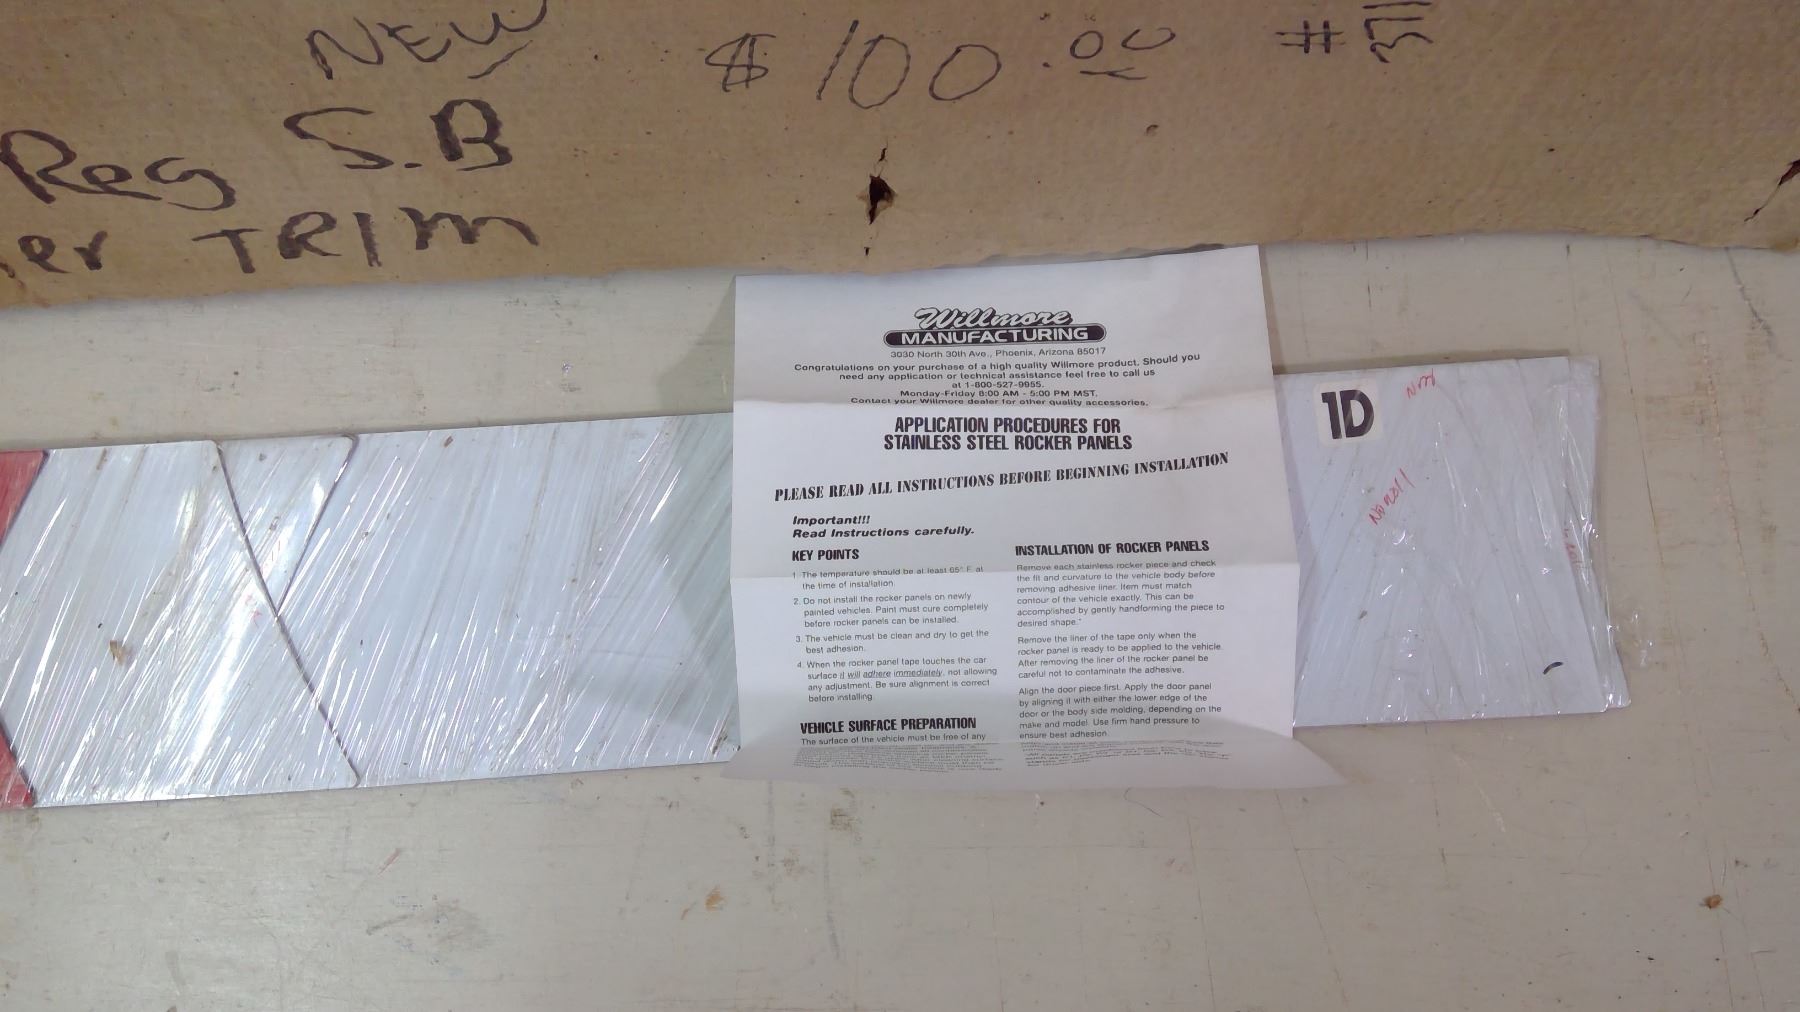 NEW $100.00 #
Reg S.B
er TRIM
Willmore
MANUFACTURING
3030 North 30th Ave., Phoenix, Arizona 85017
Congratulations on your purchase of a high quality Willmore product. Should you
need any application or technical assistance feel free to call us
at 1-800-527-9955.
Monday-Friday 8:00 AM - 5:00 PM MST.
Contact your Willmore dealer for other quality accessories.
APPLICATION PROCEDURES FOR
STAINLESS STEEL ROCKER PANELS
PLEASE READ ALL INSTRUCTIONS BEFORE BEGINNING INSTALLATION
Important!!!
Read Instructions carefully.
KEY POINTS
1. The temperature should be at least 65° F. at
the time of installation.
2. Do not install the rocker panels on newly
painted vehicles. Paint must cure completely
before rocker panels can be installed.
3. The vehicle must be clean and dry to get the
best adhesion.
4. When the rocker panel tape touches the car
surface it will adhere immediately, not allowing
any adjustment. Be sure alignment is correct
before installing.
VEHICLE SURFACE PREPARATION
The surface of the vehicle must be free of any
INSTALLATION OF ROCKER PANELS
Remove each stainless rocker piece and check
the fit and curvature to the vehicle body before
removing adhesive liner. Item must match
contour of the vehicle exactly. This can be
accomplished by gently handforming the piece to
desired shape.*
Remove the liner of the tape only when the
rocker panel is ready to be applied to the vehicle.
After removing the liner of the rocker panel be
careful not to contaminate the adhesive.
Align the door piece first. Apply the door panel
by aligning it with either the lower edge of the
door or the body side molding, depending on the
make and model. Use firm hand pressure to
ensure best adhesion.
1D